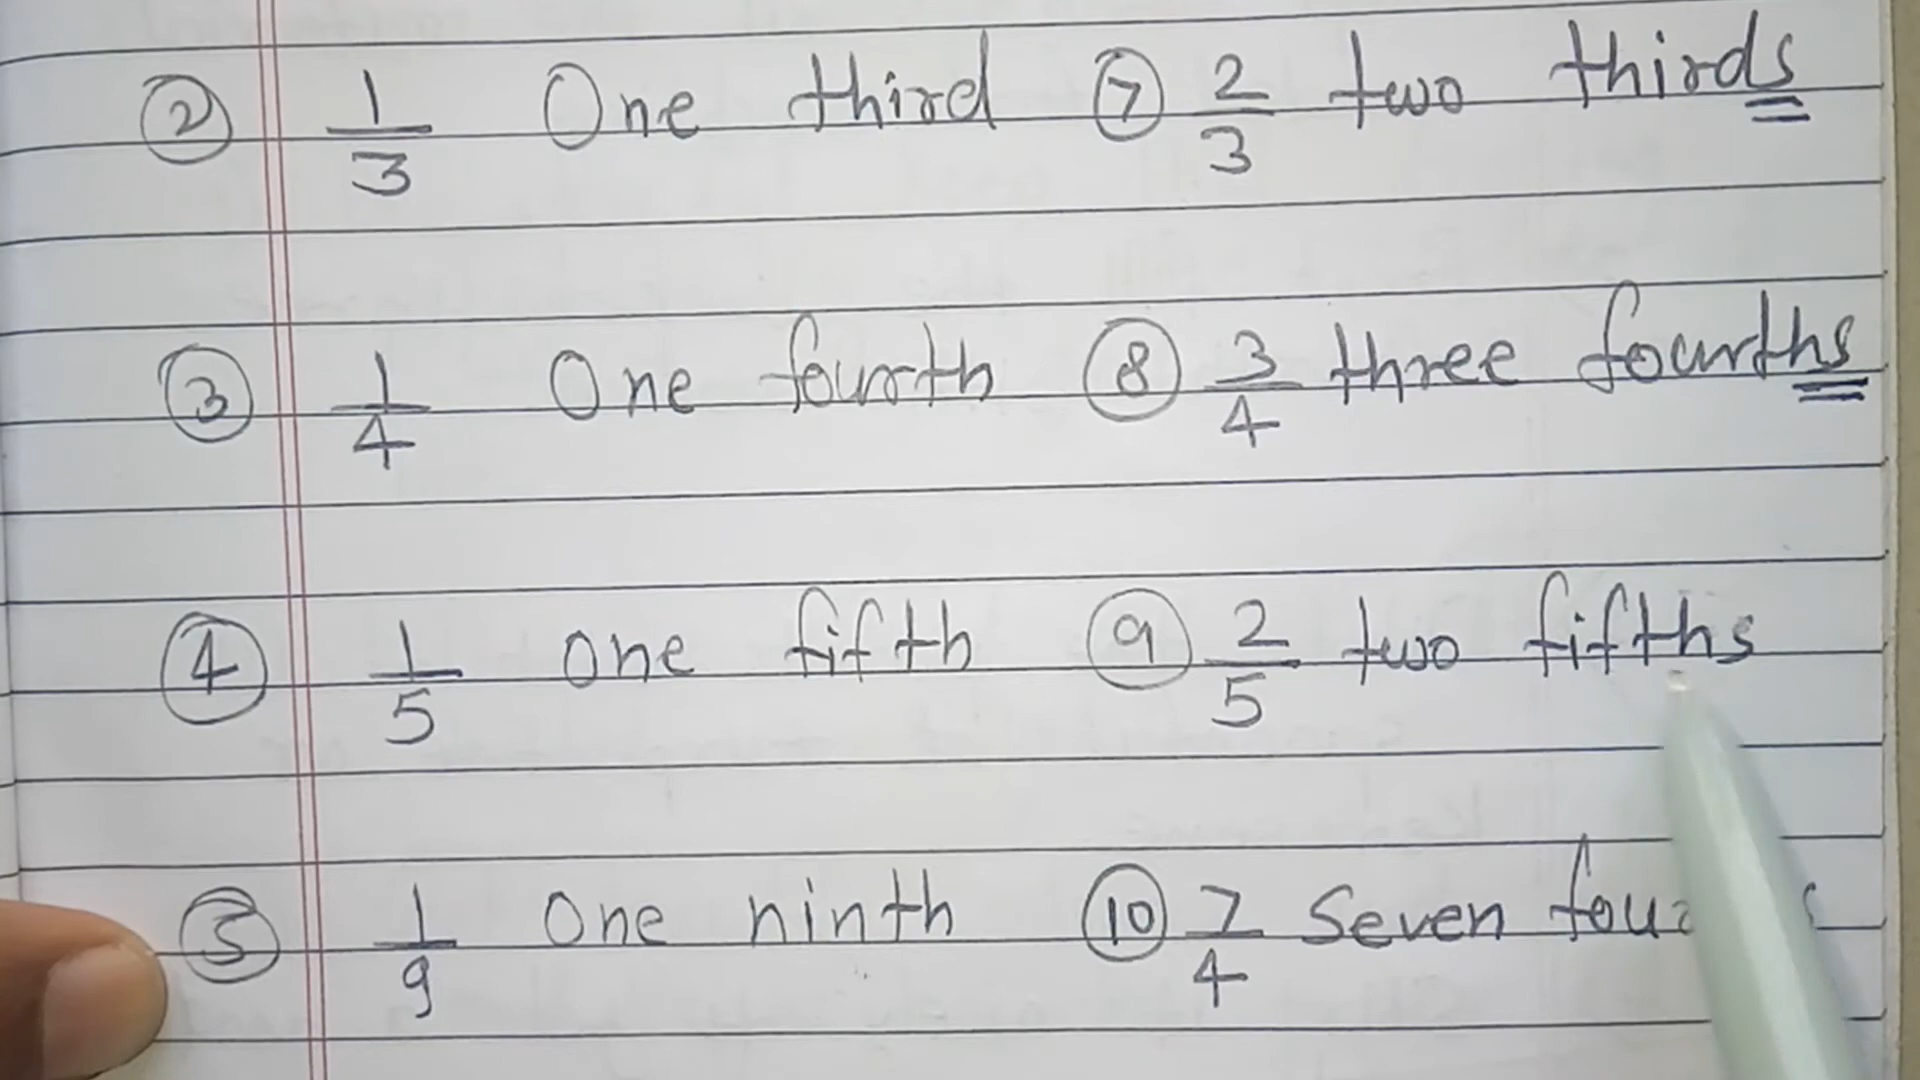 ② 1/3 One third ⑦ 2/3 two thirds
③ 1/4 One fourth ⑧ 3/4 three fourths
④ 1/5 One fifth ⑨ 2/5 two fifths
⑤ 1/9 One ninth ⑩ 7/4 Seven